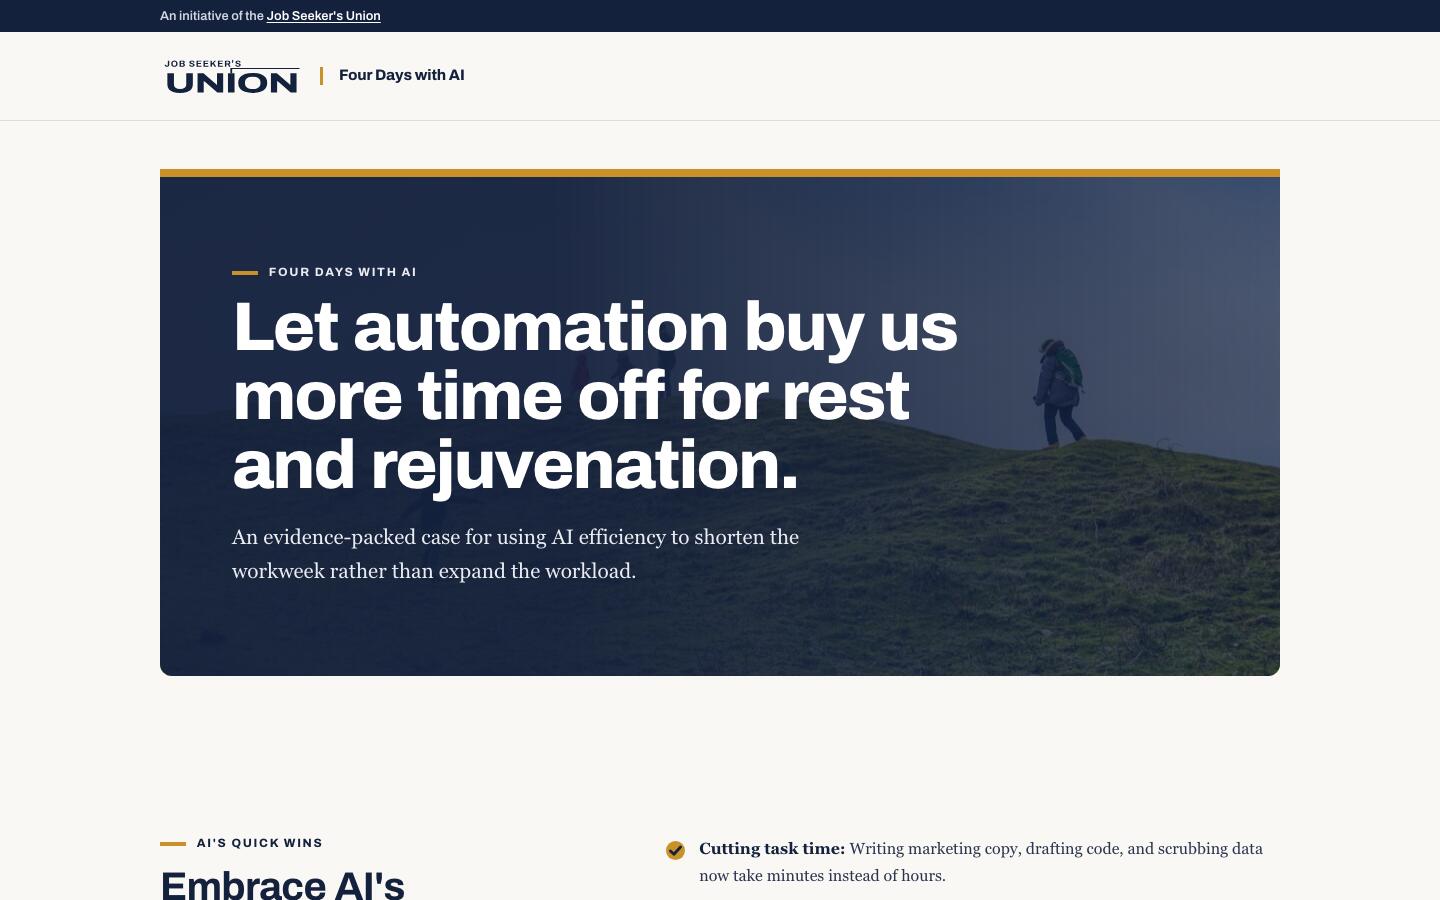 An initiative of the Job Seeker's Union
JOB SEEKER'S
UNION
Four Days with AI
FOUR DAYS WITH AI
Let automation buy us
more time off for rest
and rejuvenation.
An evidence-packed case for using AI efficiency to shorten the
workweek rather than expand the workload.
AI'S QUICK WINS
Embrace AI's
Cutting task time: Writing marketing copy, drafting code, and scrubbing data
now take minutes instead of hours.